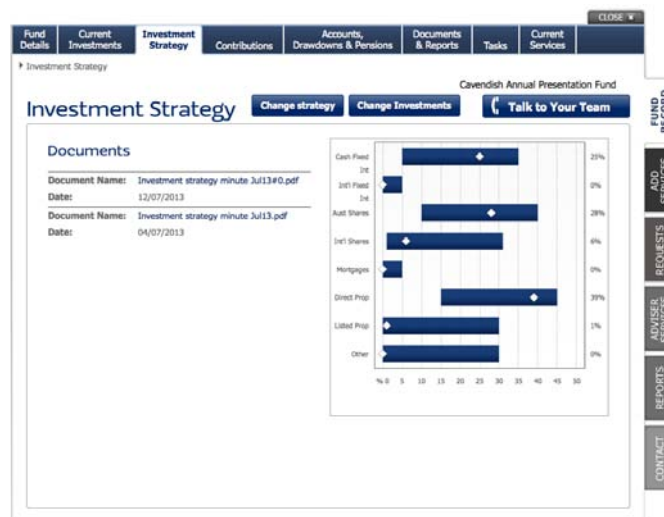 CLOSE ▼
Fund Details
Current Investments
Investment Strategy
Contributions
Accounts, Drawdowns & Pensions
Documents & Reports
Tasks
Current Services
Investment Strategy
Cavendish Annual Presentation Fund
Investment Strategy
Change strategy
Change Investments
Talk to Your Team
Documents
Document Name: Investment strategy minute Jul13#0.pdf
Date: 12/07/2013
Document Name: Investment strategy minute Jul13.pdf
Date: 04/07/2013
Cash Fixed Int 25%
Int'l Fixed Int 0%
Aust Shares 28%
Int'l Shares 6%
Mortgages 0%
Direct Prop 39%
Listed Prop 1%
Other 0%
% 0 5 10 15 20 25 30 35 40 45 50
FUND RECORD
ADD SERVICES
REQUESTS
ADVISER SERVICES
REPORTS
CONTACT